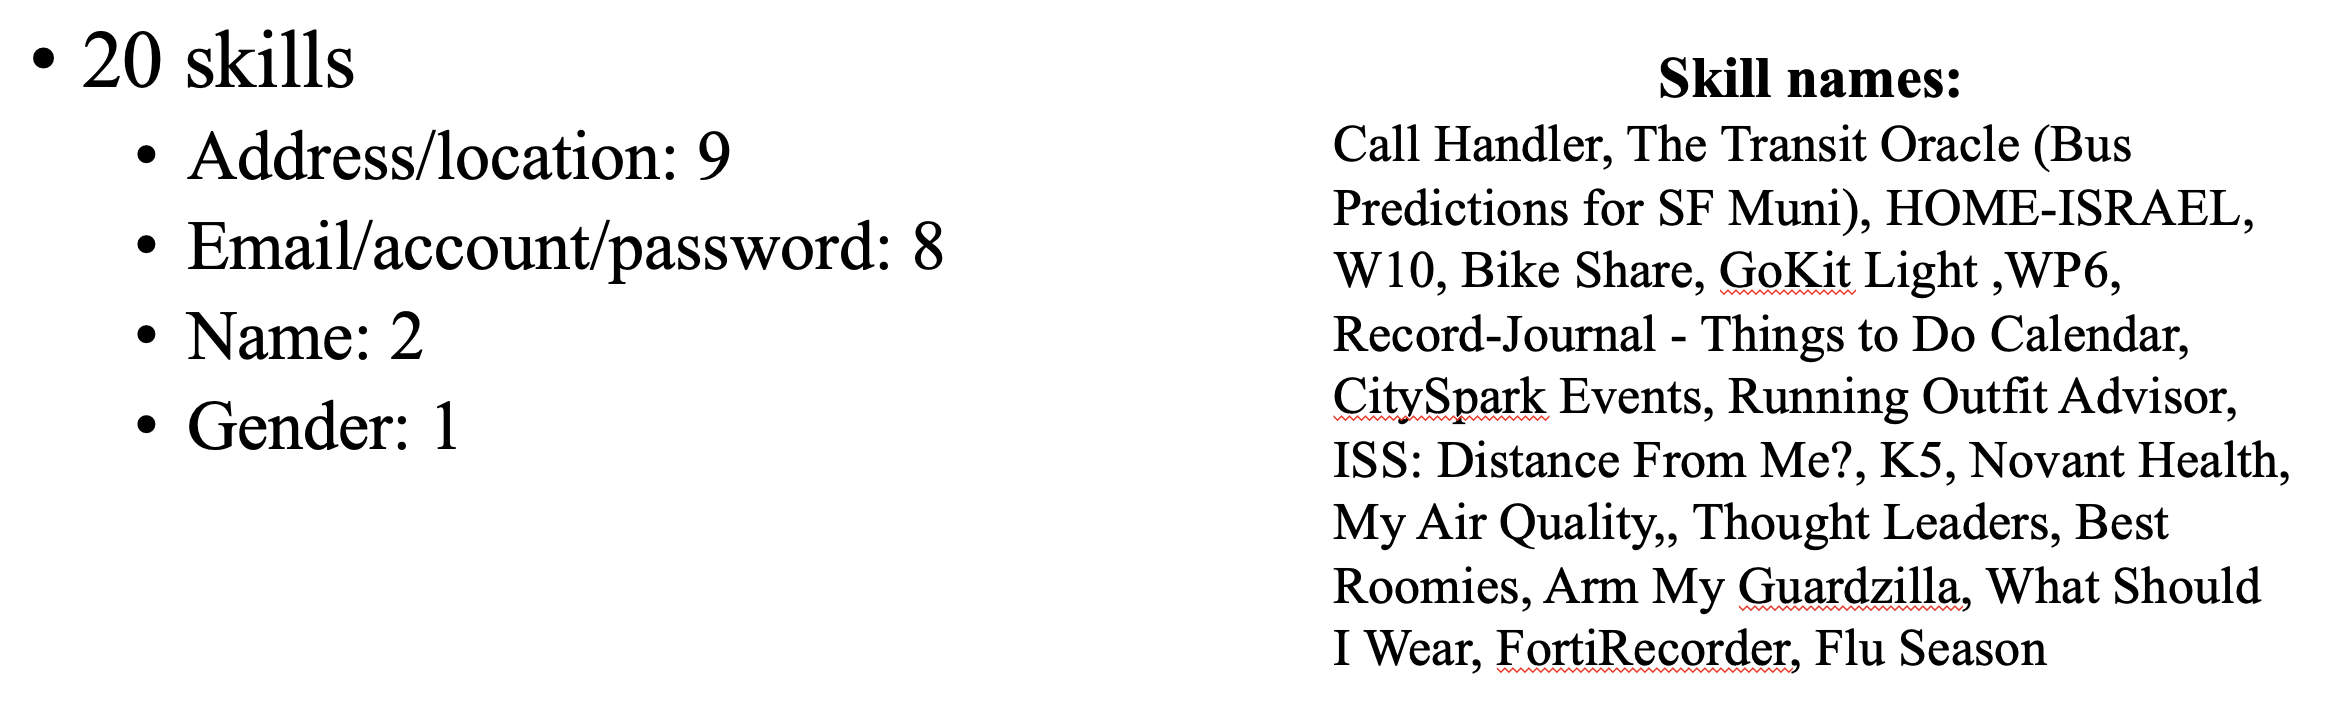 • 20 skills
• Address/location: 9
• Email/account/password: 8
• Name: 2
• Gender: 1
Skill names:
Call Handler, The Transit Oracle (Bus
Predictions for SF Muni), HOME-ISRAEL,
W10, Bike Share, GoKit Light ,WP6,
Record-Journal - Things to Do Calendar,
CitySpark Events, Running Outfit Advisor,
ISS: Distance From Me?, K5, Novant Health,
My Air Quality,, Thought Leaders, Best
Roomies, Arm My Guardzilla, What Should
I Wear, FortiRecorder, Flu Season